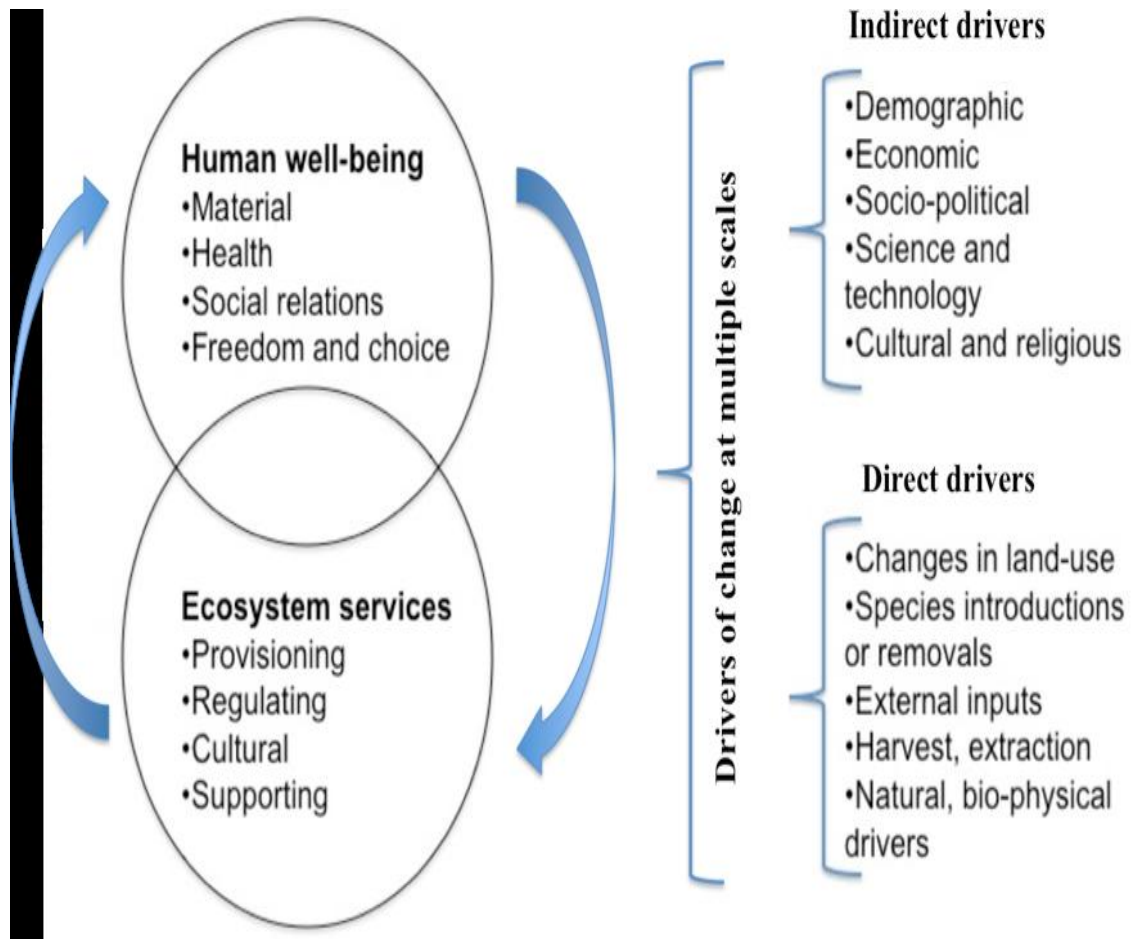 Human well-being
•Material
•Health
•Social relations
•Freedom and choice
Ecosystem services
•Provisioning
•Regulating
•Cultural
•Supporting
Drivers of change at multiple scales
Indirect drivers
•Demographic
•Economic
•Socio-political
•Science and
technology
•Cultural and religious
Direct drivers
•Changes in land-use
•Species introductions
or removals
•External inputs
•Harvest, extraction
•Natural, bio-physical
drivers